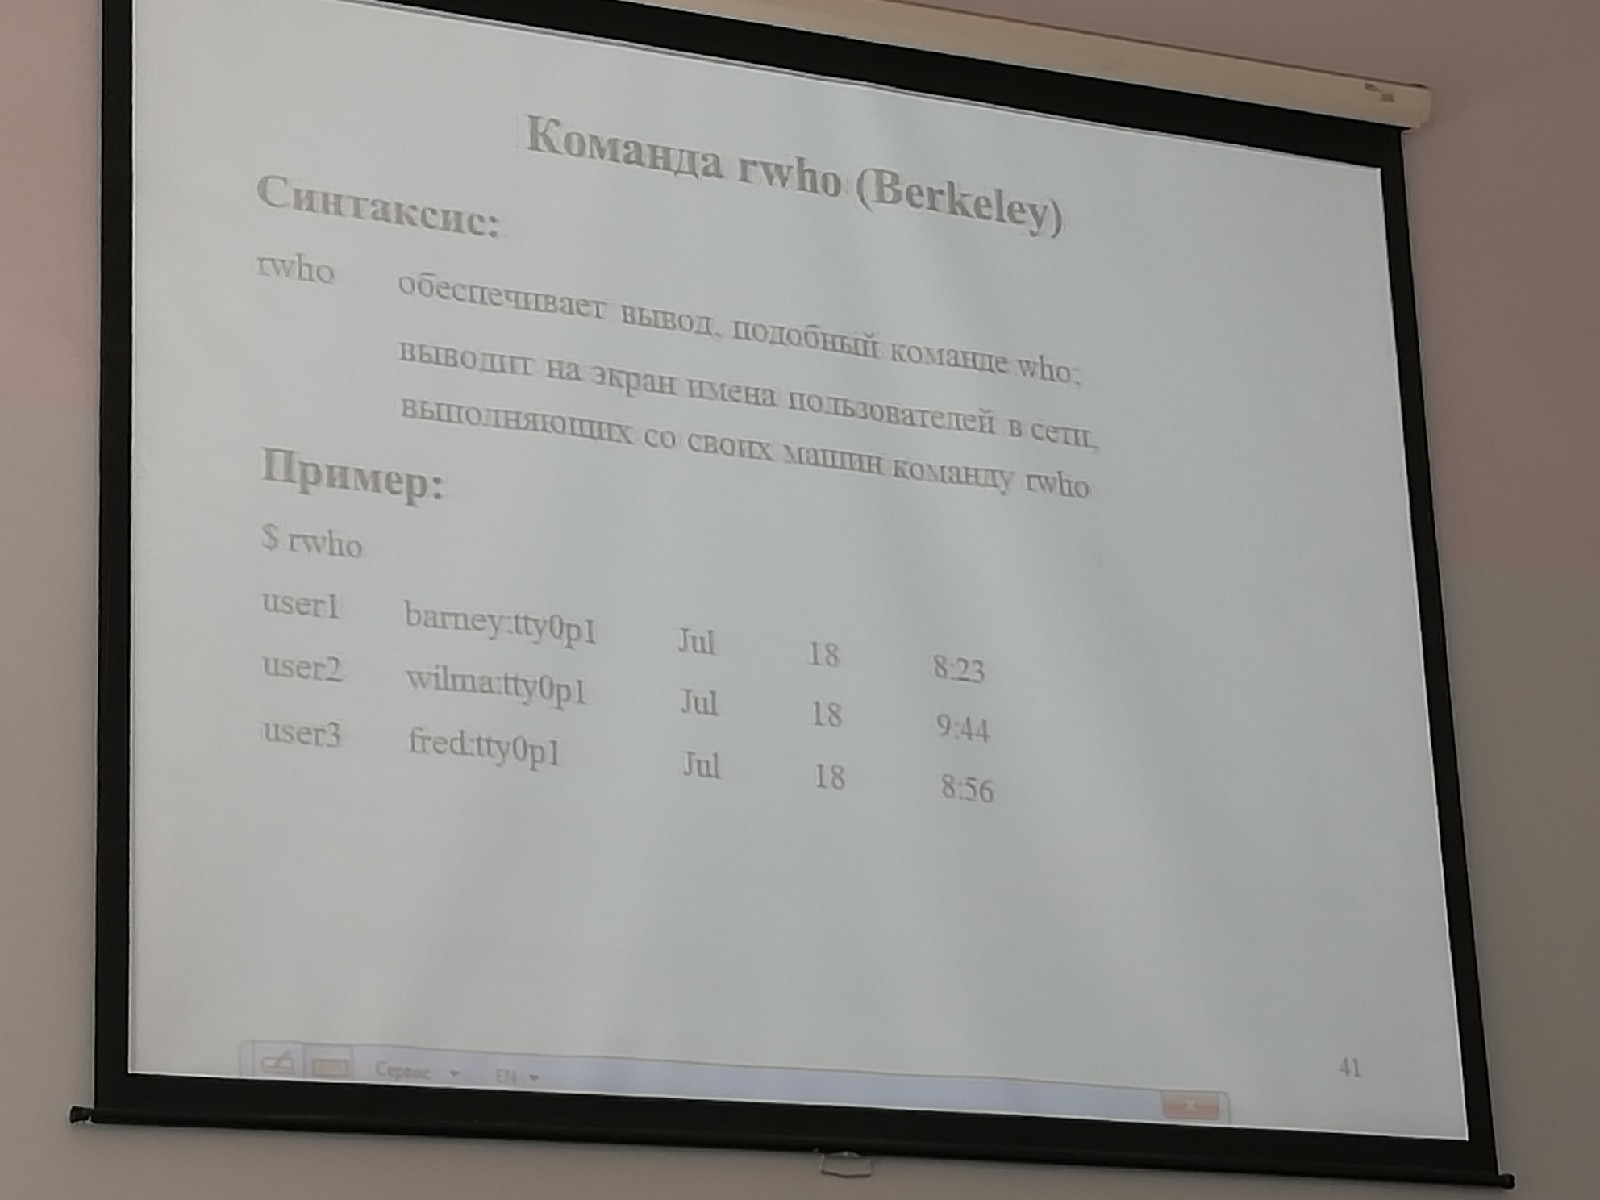 Команда rwho (Berkeley)
Синтаксис:
rwho обеспечивает вывод, подобный команде who;
выводит на экран имена пользователей в сети,
выполняющих со своих машин команду rwho
Пример:
$ rwho
user1 barney:tty0p1 Jul 18 8:23
user2 wilma:tty0p1 Jul 18 9:44
user3 fred:tty0p1 Jul 18 8:56
41
Сервис EN